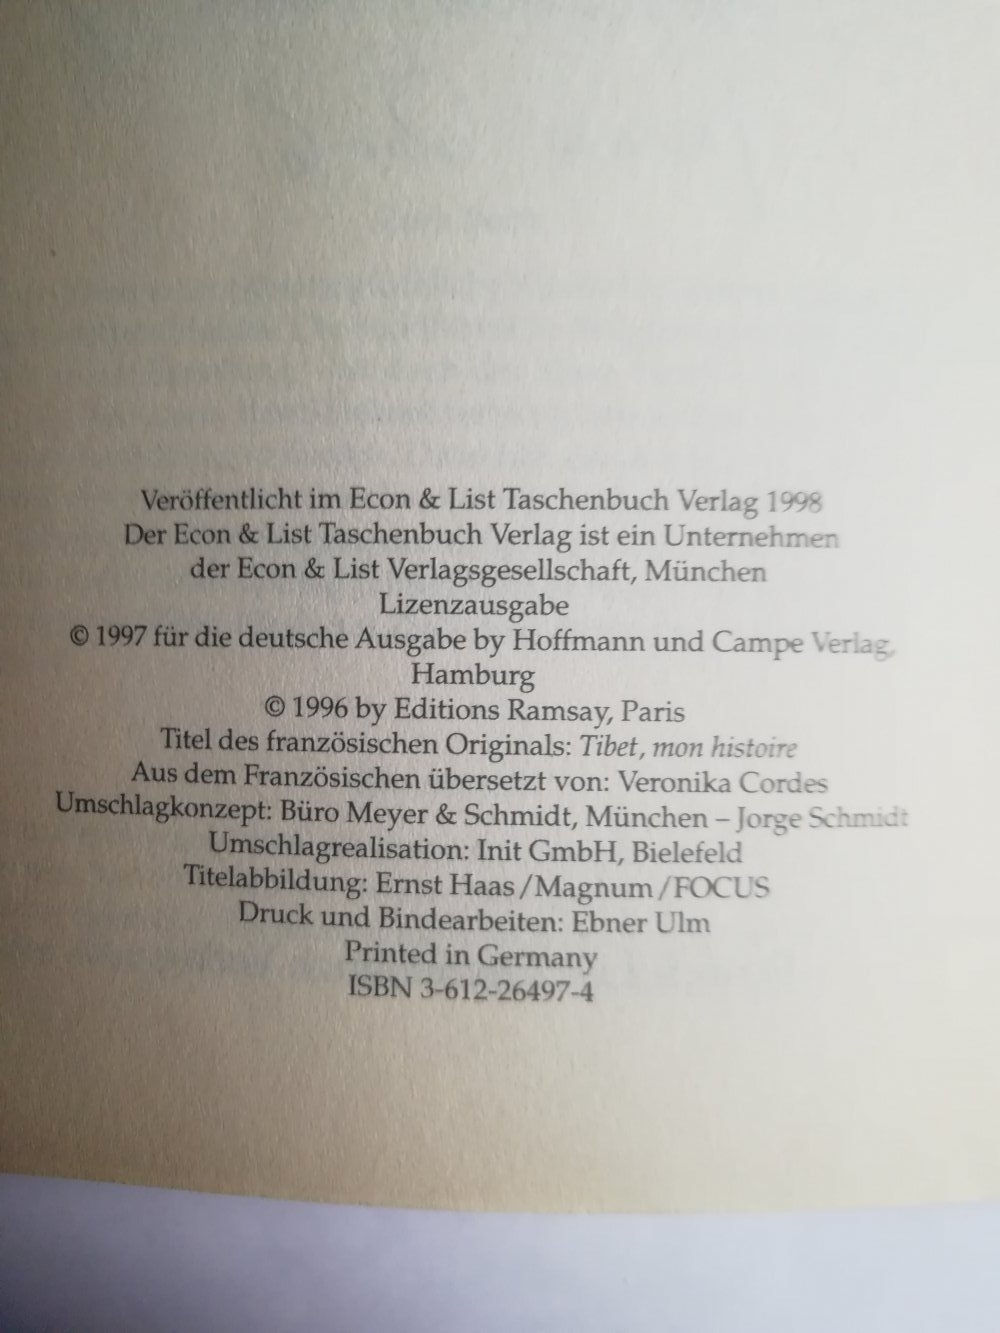 Veröffentlicht im Econ & List Taschenbuch Verlag 1998
Der Econ & List Taschenbuch Verlag ist ein Unternehmen
der Econ & List Verlagsgesellschaft, München
Lizenzausgabe
© 1997 für die deutsche Ausgabe by Hoffmann und Campe Verlag,
Hamburg
© 1996 by Editions Ramsay, Paris
Titel des französischen Originals: Tibet, mon histoire
Aus dem Französischen übersetzt von: Veronika Cordes
Umschlagkonzept: Büro Meyer & Schmidt, München – Jorge Schmidt
Umschlagrealisation: Init GmbH, Bielefeld
Titelabbildung: Ernst Haas/Magnum/FOCUS
Druck und Bindearbeiten: Ebner Ulm
Printed in Germany
ISBN 3-612-26497-4